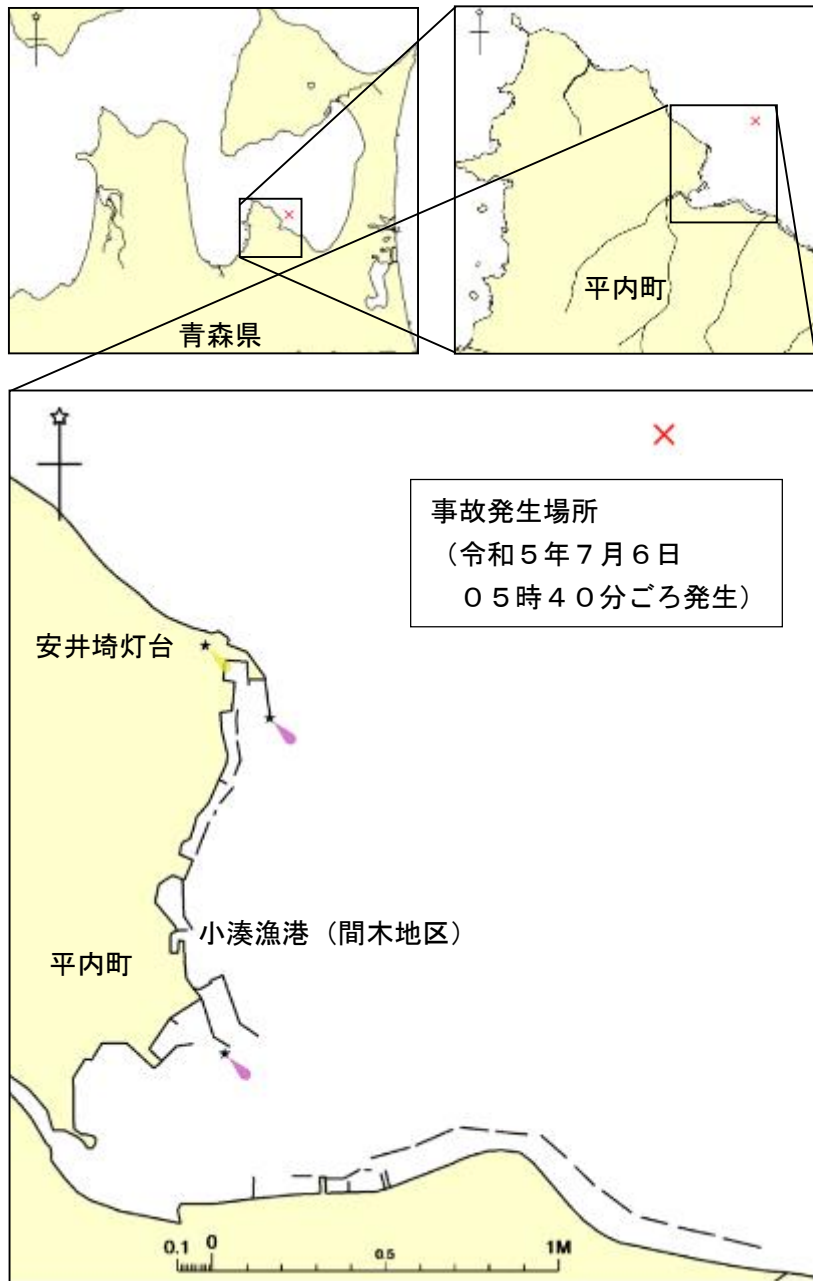 青森県
平内町
事故発生場所
（令和５年７月６日
０５時４０分ごろ発生）
安井埼灯台
小湊漁港（間木地区）
平内町
0.1 0 0.5 1M